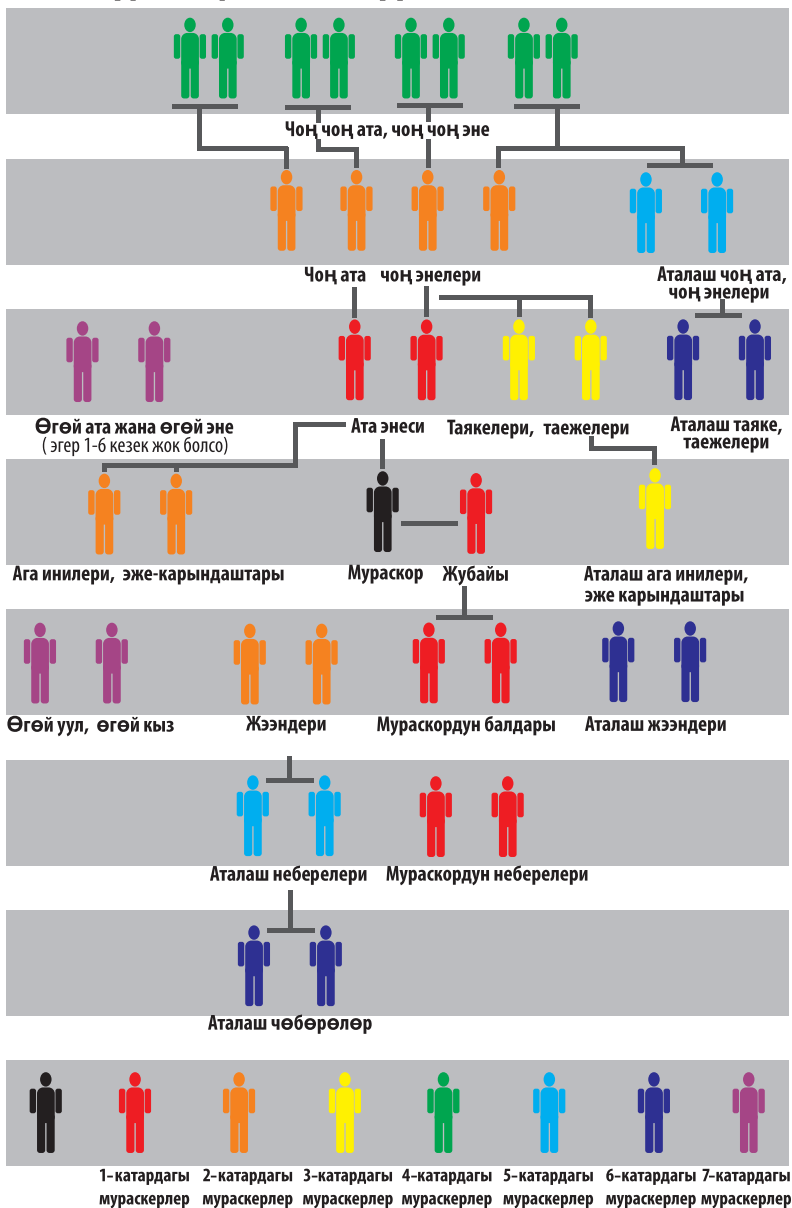 Чоң чоң ата, чоң чоң эне
Чоң ата чоң энелери
Аталаш чоң ата,
чоң энелери
Өгөй ата жана өгөй эне
( эгер 1-6 кезек жок болсо)
Ата энеси
Таякелери, таежелери
Аталаш таяке,
таежелери
Ага инилери, эже-карындаштары
Мураскор
Жубайы
Аталаш ага инилери,
эже карындаштары
Өгөй уул, өгөй кыз
Жээндери
Мураскордун балдары
Аталаш жээндери
Аталаш неберелери
Мураскордун неберелери
Аталаш чөбөрөлөр
1-катардагы
мураскерлер
2-катардагы
мураскерлер
3-катардагы
мураскерлер
4-катардагы
мураскерлер
5-катардагы
мураскерлер
6-катардагы
мураскерлер
7-катардагы
мураскерлер